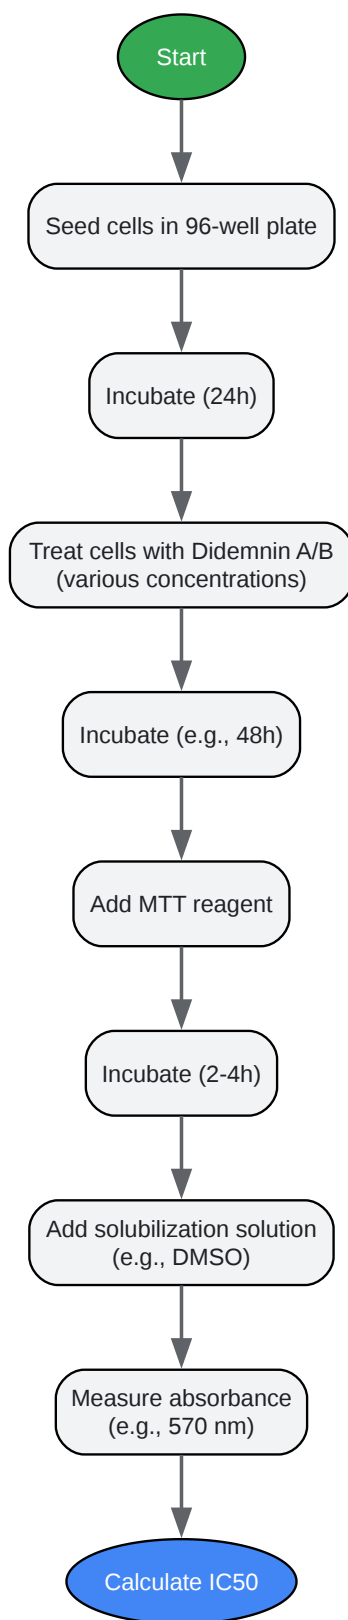 Start
Seed cells in 96-well plate
Incubate (24h)
Treat cells with Didemnin A/B
(various concentrations)
Incubate (e.g., 48h)
Add MTT reagent
Incubate (2-4h)
Add solubilization solution
(e.g., DMSO)
Measure absorbance
(e.g., 570 nm)
Calculate IC50